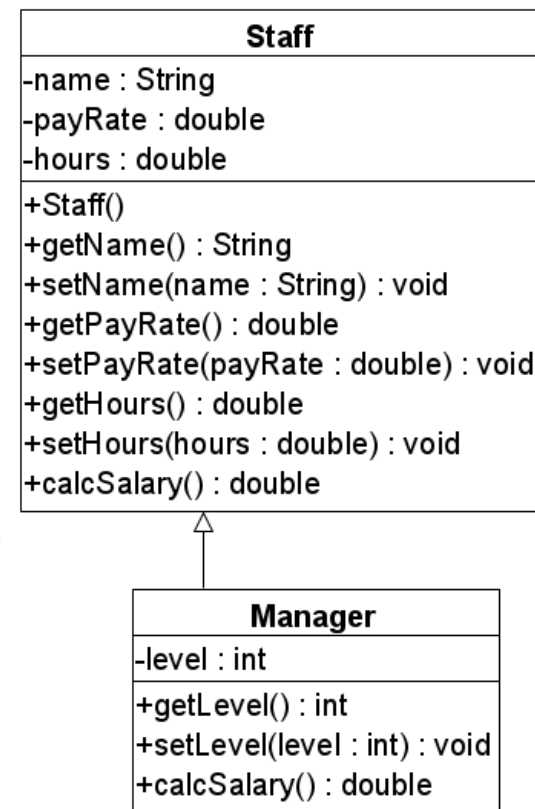 Staff
-name : String
-payRate : double
-hours : double
+Staff()
+getName() : String
+setName(name : String) : void
+getPayRate() : double
+setPayRate(payRate : double) : void
+getHours() : double
+setHours(hours : double) : void
+calcSalary() : double
Manager
-level : int
+getLevel() : int
+setLevel(level : int) : void
+calcSalary() : double